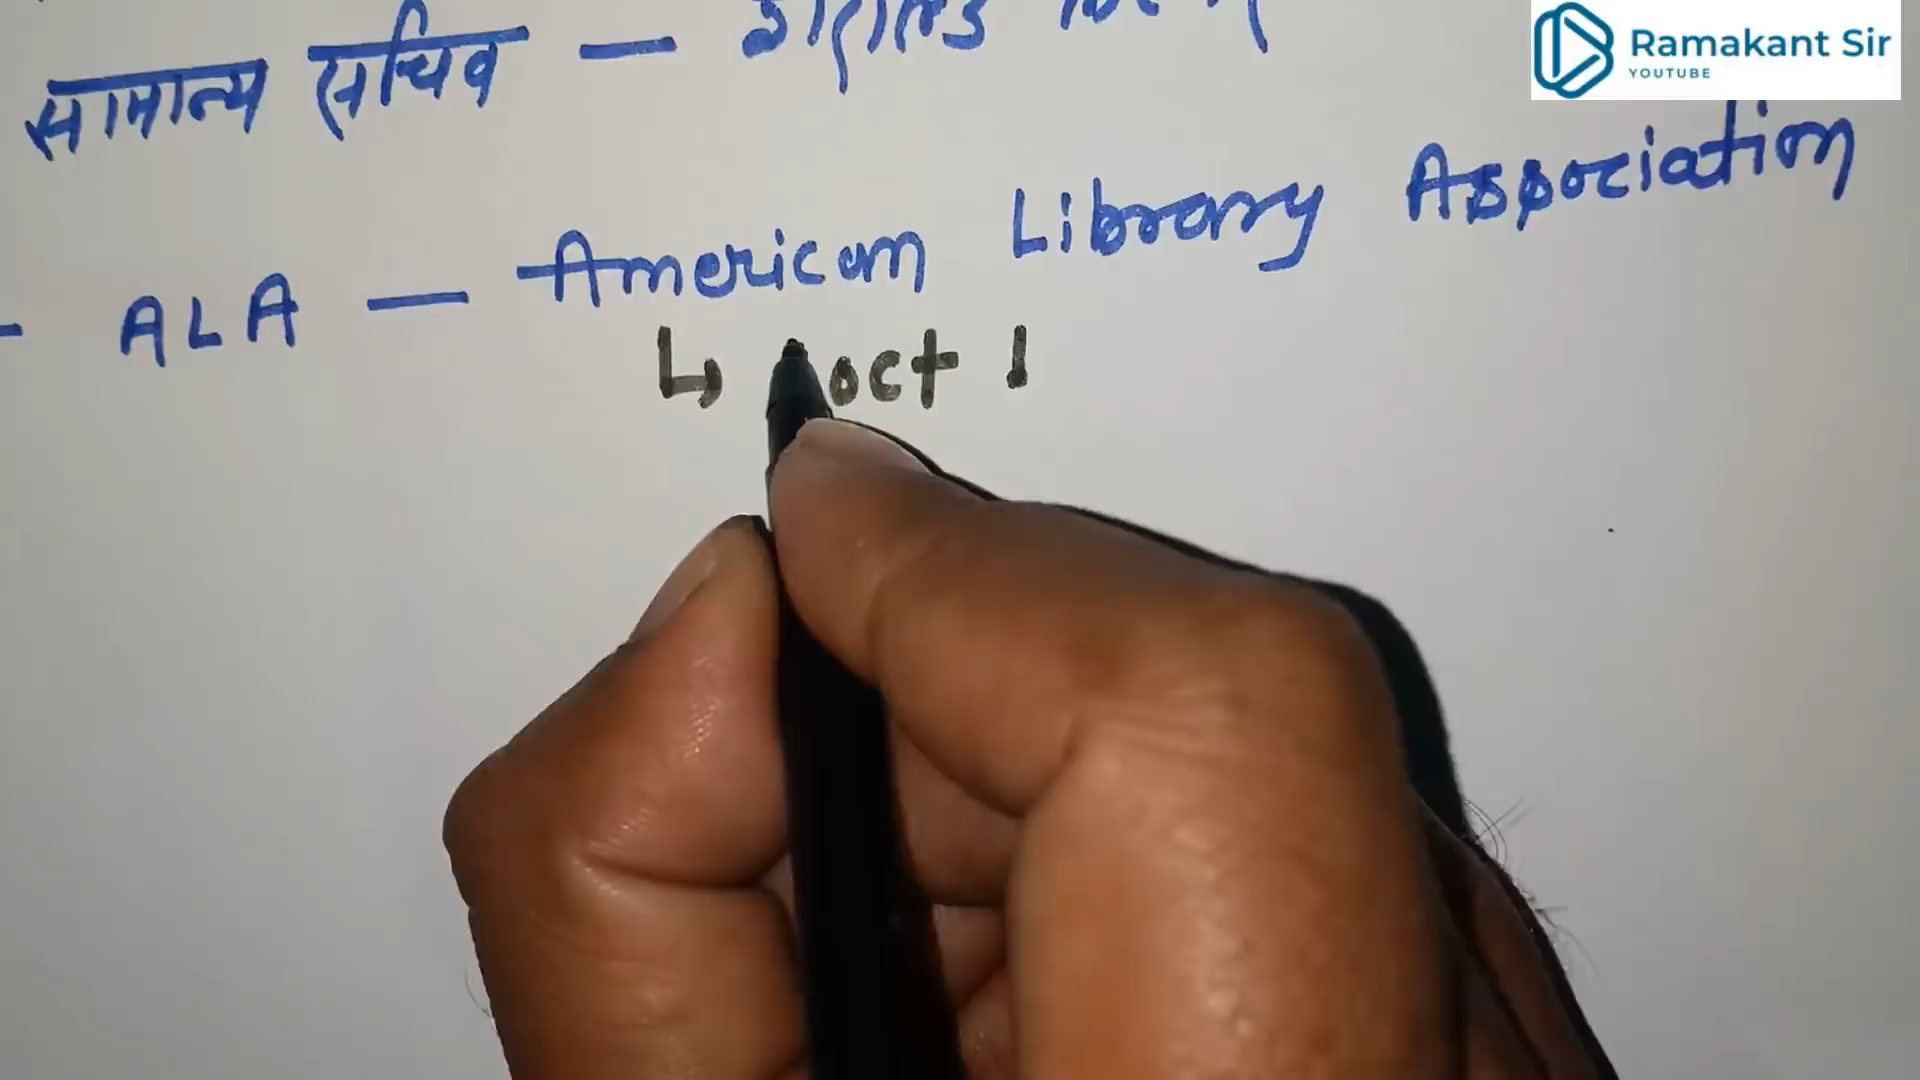 Ramakant Sir
YOUTUBE
सामान्य सचिव —
- ALA — American Library Association
↳ oct 1